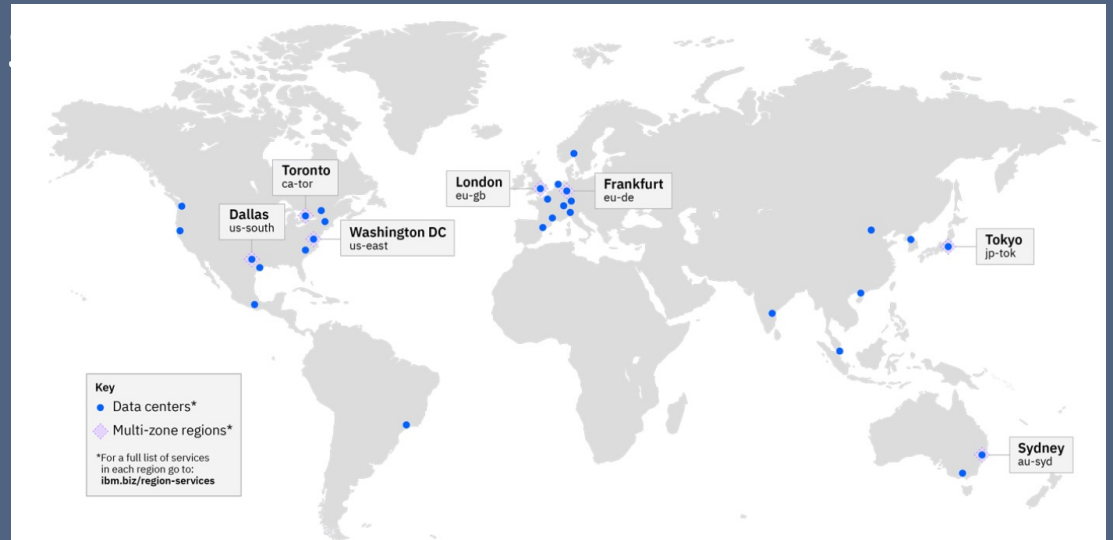 Toronto
ca-tor
Dallas
us-south
Washington DC
us-east
London
eu-gb
Frankfurt
eu-de
Tokyo
jp-tok
Sydney
au-syd
Key
Data centers*
Multi-zone regions*
*For a full list of services
in each region go to:
ibm.biz/region-services